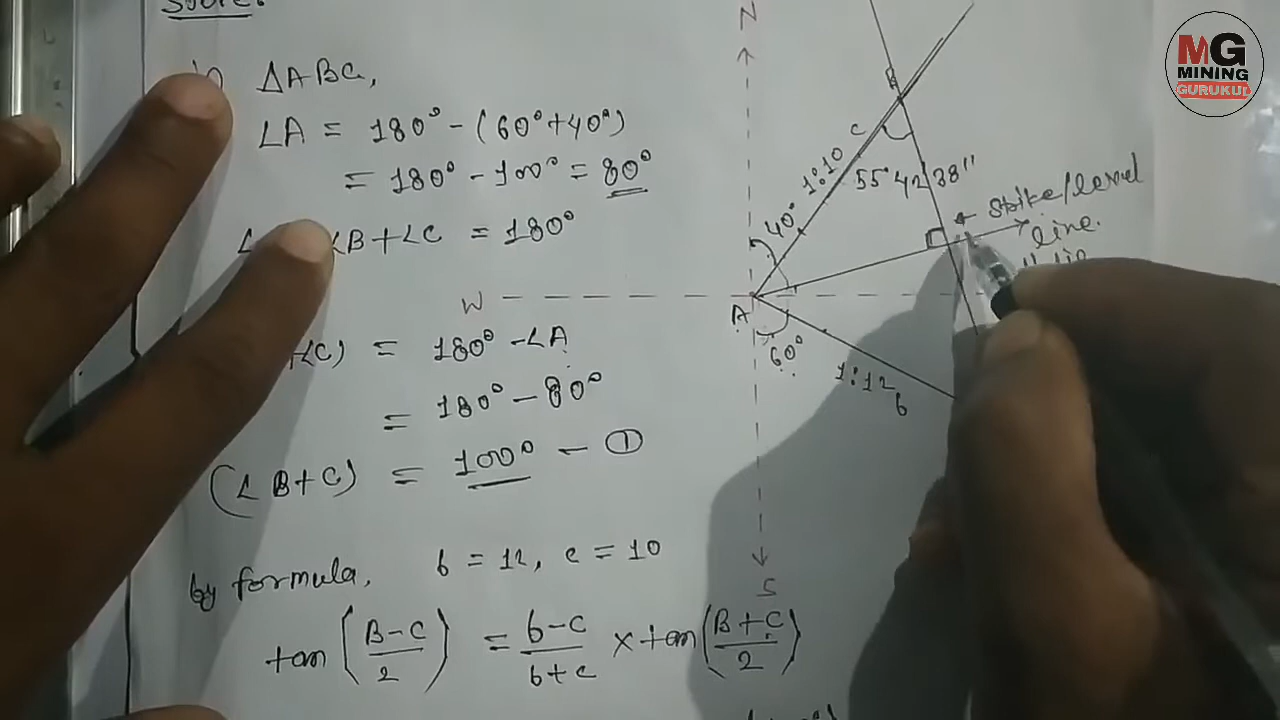 In ΔABC,
∠A = 180° - (60° + 40°)
= 180° - 100° = 80°
∠B + ∠C = 180°
∠C) = 180° - ∠A
= 180° - 80°
(∠B + C) = 100° - ①
by formula, b = 12, c = 10
tan (B - C / 2) = b - c / b + c × tan (B + C / 2)
N
B
C
1:10
55° 42' 38"
40°
strike/level
line.
W
A
60°
1:12
b
S
MG
MINING
GURUKUL